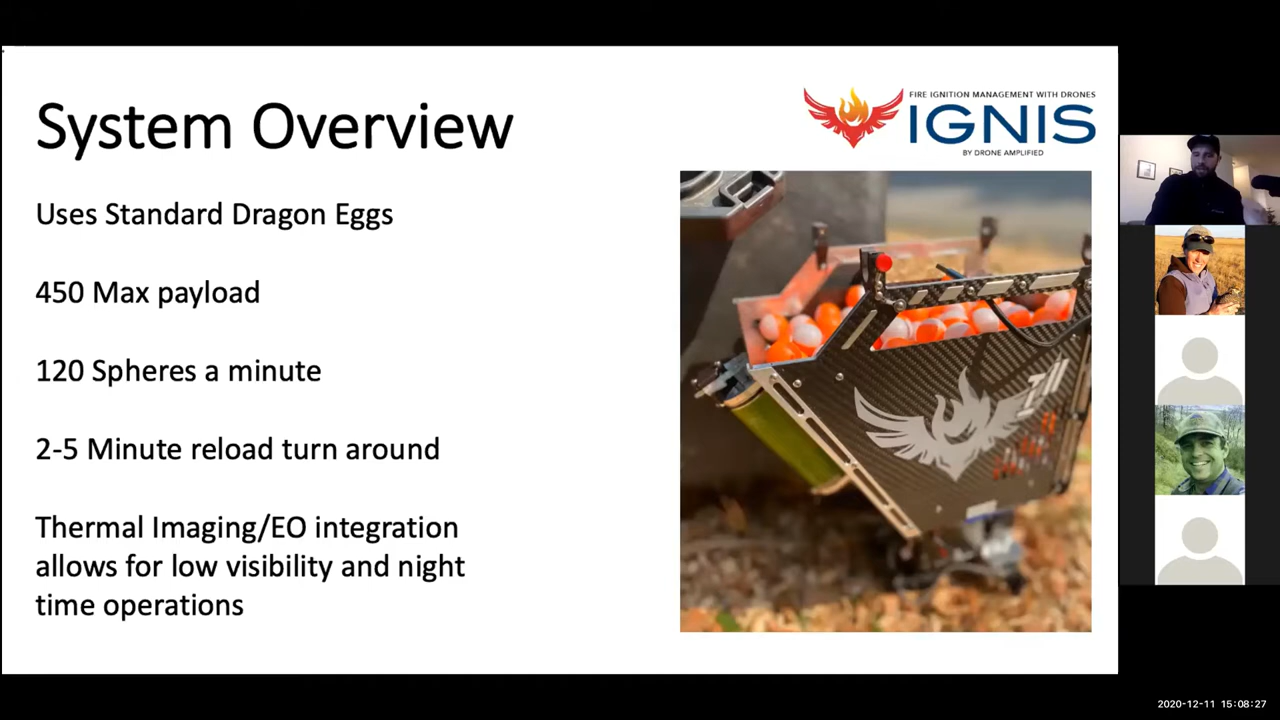 System Overview
FIRE IGNITION MANAGEMENT WITH DRONES
IGNIS
BY DRONE AMPLIFIED
Uses Standard Dragon Eggs
450 Max payload
120 Spheres a minute
2-5 Minute reload turn around
Thermal Imaging/EO integration
allows for low visibility and night
time operations
2020-12-11 15:08:27